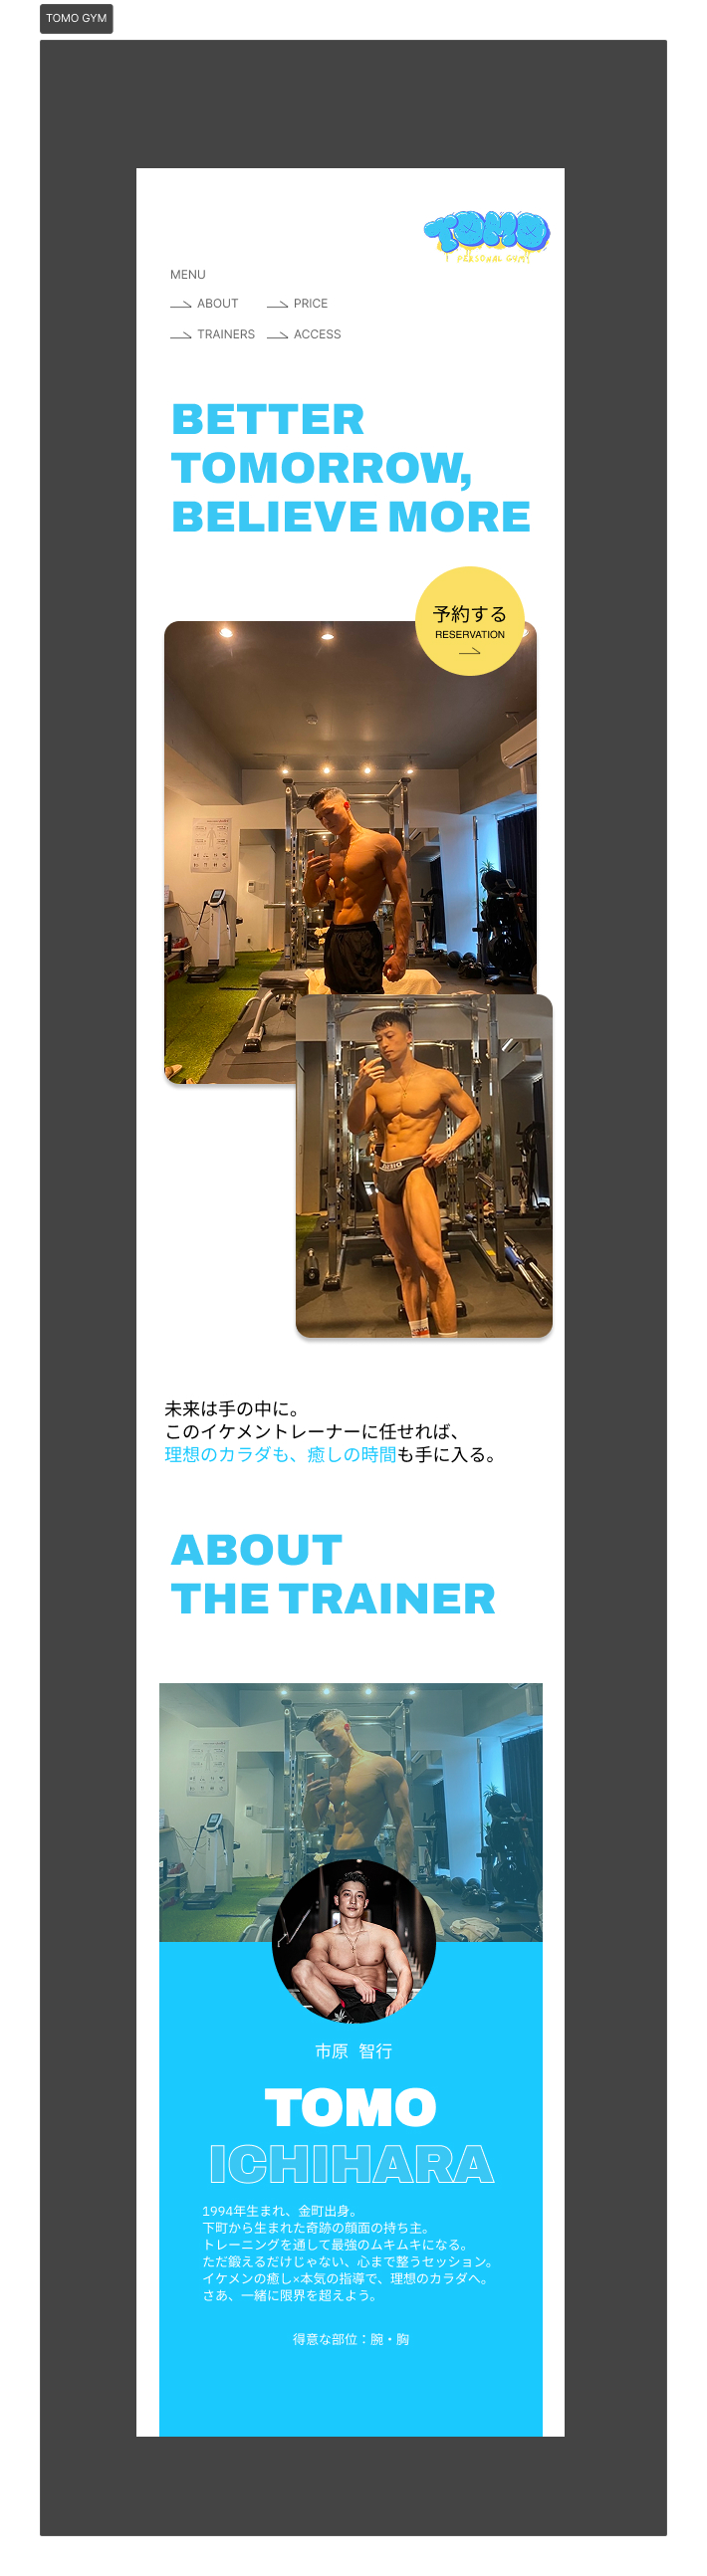 TOMO GYM
TOMO
PERSONAL GYM
MENU
ABOUT
PRICE
TRAINERS
ACCESS
BETTER
TOMORROW,
BELIEVE MORE
予約する
RESERVATION
未来は手の中に。
このイケメントレーナーに任せれば、
理想のカラダも、癒しの時間も手に入る。
ABOUT
THE TRAINER
市原 智行
TOMO
ICHIHARA
1994年生まれ、金町出身。
下町から生まれた奇跡の顔面の持ち主。
トレーニングを通して最強のムキムキになる。
ただ鍛えるだけじゃない、心まで整うセッション。
イケメンの癒し×本気の指導で、理想のカラダへ。
さあ、一緒に限界を超えよう。
得意な部位：腕・胸